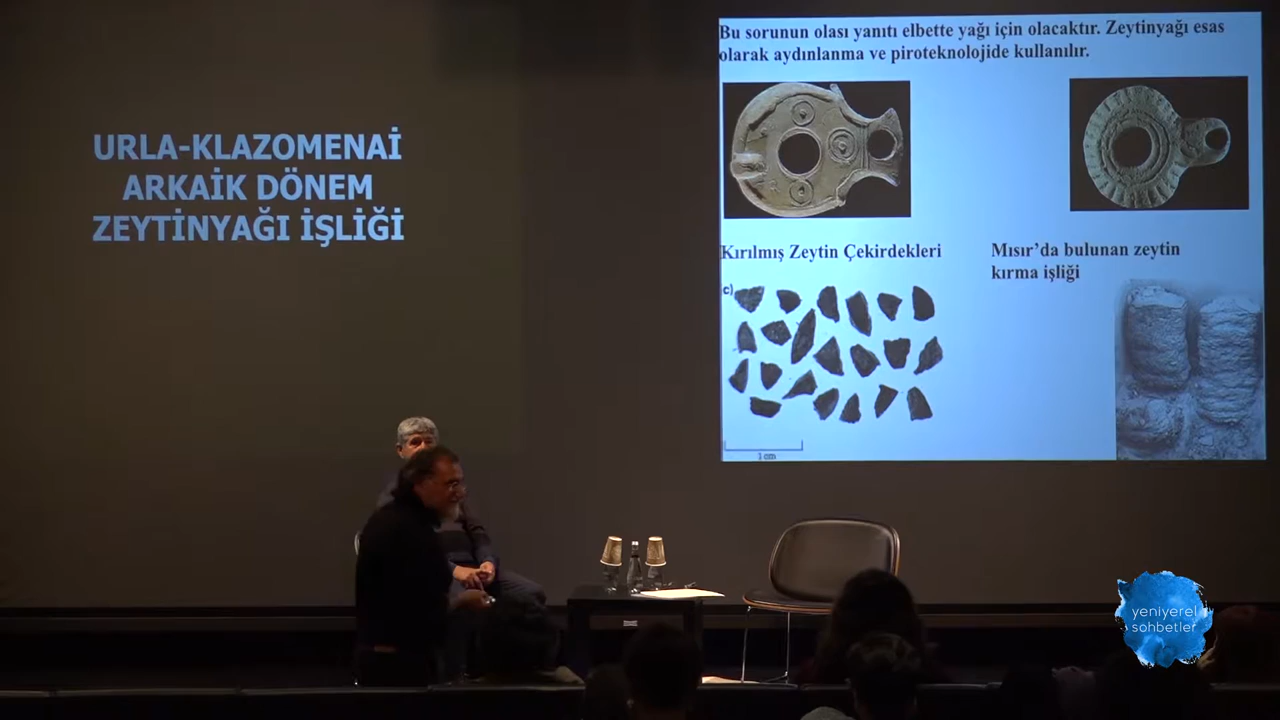 URLA-KLAZOMENAİ
ARKAİK DÖNEM
ZEYTİNYAĞI İŞLİĞİ
Bu sorunun olası yanıtı elbette yağı için olacaktır. Zeytinyağı esas
olarak aydınlanma ve piroteknolojide kullanılır.
Kırılmış Zeytin Çekirdekleri
Mısır’da bulunan zeytin
kırma işliği
c)
1 cm
yeniyerel
sohbetler